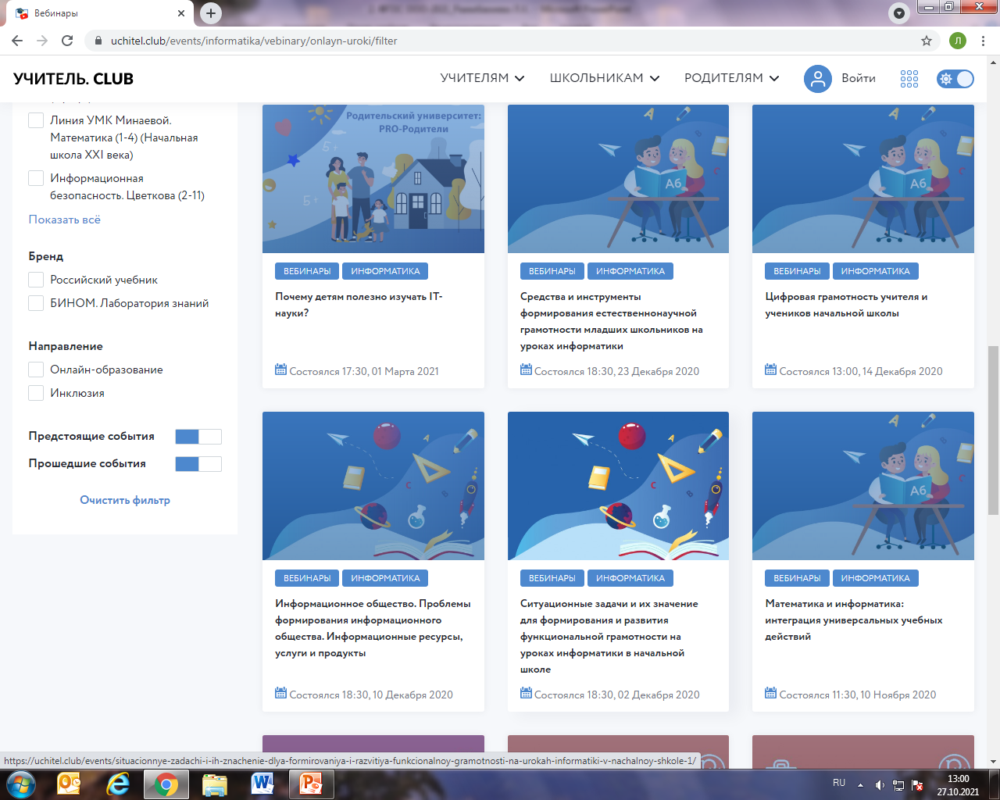 Вебинары
uchitel.club/events/informatika/vebinary/onlayn-uroki/filter
Л
УЧИТЕЛЬ. CLUB
УЧИТЕЛЯМ
ШКОЛЬНИКАМ
РОДИТЕЛЯМ
Войти
Линия УМК Минаевой.
Математика (1-4) (Начальная
школа XXI века)
Информационная
безопасность. Цветкова (2-11)
Показать всё
Бренд
Российский учебник
БИНОМ. Лаборатория знаний
Направление
Онлайн-образование
Инклюзия
Предстоящие события
Прошедшие события
Очистить фильтр
Родительский университет:
PRO-Родители
5+
5+
ВЕБИНАРЫ ИНФОРМАТИКА
Почему детям полезно изучать IT-
науки?
Состоялся 17:30, 01 Марта 2021
A
C
Аб
ВЕБИНАРЫ ИНФОРМАТИКА
Средства и инструменты
формирования естественнонаучной
грамотности младших школьников на
уроках информатики
Состоялся 18:30, 23 Декабря 2020
A
C
Аб
ВЕБИНАРЫ ИНФОРМАТИКА
Цифровая грамотность учителя и
учеников начальной школы
Состоялся 13:00, 14 Декабря 2020
A
C
B
ВЕБИНАРЫ ИНФОРМАТИКА
Информационное общество. Проблемы
формирования информационного
общества. Информационные ресурсы,
услуги и продукты
Состоялся 18:30, 10 Декабря 2020
A
C
B
ВЕБИНАРЫ ИНФОРМАТИКА
Ситуационные задачи и их значение
для формирования и развития
функциональной грамотности на
уроках информатики в начальной
школе
Состоялся 18:30, 02 Декабря 2020
A
C
Аб
ВЕБИНАРЫ ИНФОРМАТИКА
Математика и информатика:
интеграция универсальных учебных
действий
Состоялся 11:30, 10 Ноября 2020
https://uchitel.club/events/situacionnye-zadachi-i-ih-znachenie-dlya-formirovaniya-i-razvitiya-funkcionalnoy-gramotnosti-na-urokah-informatiki-v-nachalnoy-shkole-1/
RU
13:00
27.10.2021